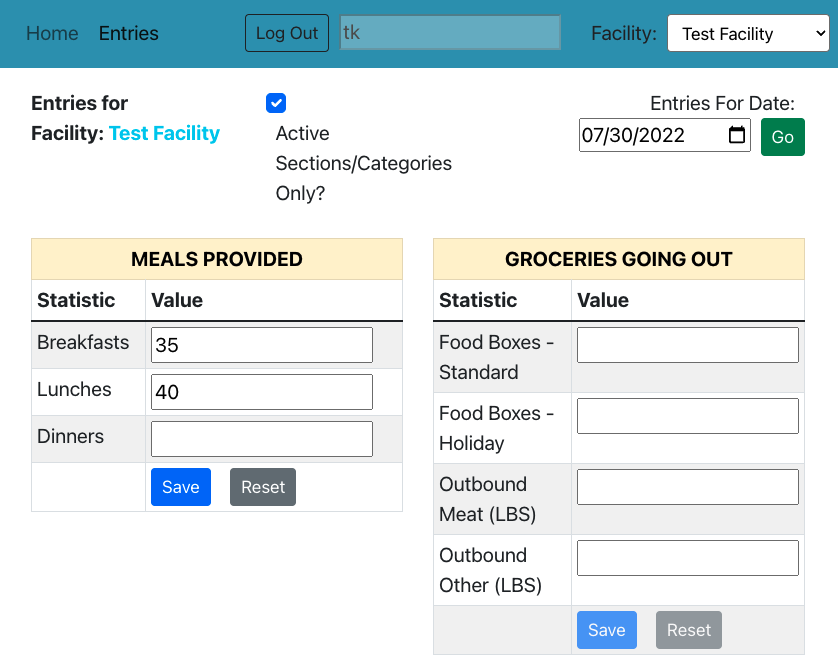 Home Entries Log Out tk Facility: Test Facility
Entries for
Facility: Test Facility
Active
Sections/Categories
Only?
Entries For Date:
07/30/2022 Go
MEALS PROVIDED
Statistic Value
Breakfasts 35
Lunches 40
Dinners
Save Reset
GROCERIES GOING OUT
Statistic Value
Food Boxes -
Standard
Food Boxes -
Holiday
Outbound
Meat (LBS)
Outbound
Other (LBS)
Save Reset